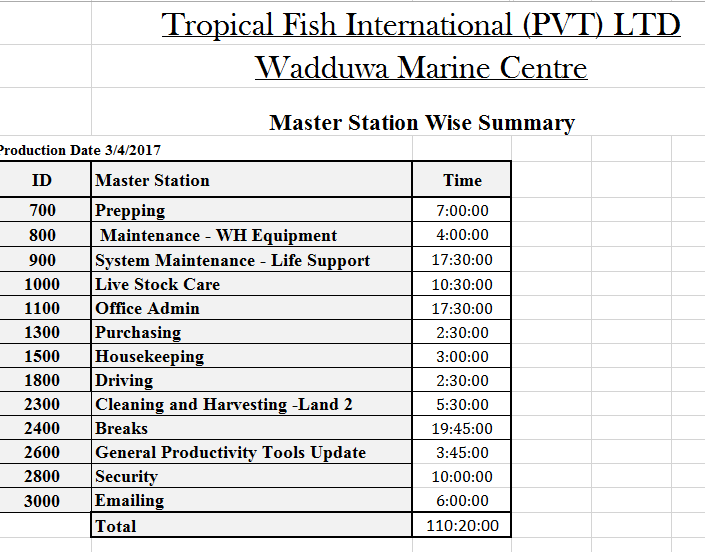 Tropical Fish International (PVT) LTD
Wadduwa Marine Centre
Master Station Wise Summary
Production Date 3/4/2017
ID Master Station Time
700 Prepping 7:00:00
800 Maintenance - WH Equipment 4:00:00
900 System Maintenance - Life Support 17:30:00
1000 Live Stock Care 10:30:00
1100 Office Admin 17:30:00
1300 Purchasing 2:30:00
1500 Housekeeping 3:00:00
1800 Driving 2:30:00
2300 Cleaning and Harvesting -Land 2 5:30:00
2400 Breaks 19:45:00
2600 General Productivity Tools Update 3:45:00
2800 Security 10:00:00
3000 Emailing 6:00:00
Total 110:20:00